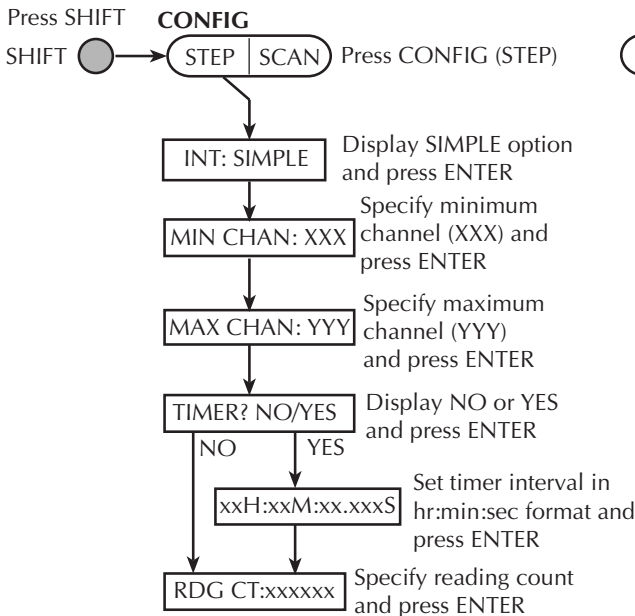 Press SHIFT CONFIG
SHIFT STEP SCAN Press CONFIG (STEP)
INT: SIMPLE
Display SIMPLE option
and press ENTER
MIN CHAN: XXX
Specify minimum
channel (XXX) and
press ENTER
MAX CHAN: YYY
Specify maximum
channel (YYY)
and press ENTER
TIMER? NO/YES
Display NO or YES
and press ENTER
NO YES
xxH:xxM:xx.xxxS
Set timer interval in
hr:min:sec format and
press ENTER
RDG CT:xxxxxx
Specify reading count
and press ENTER